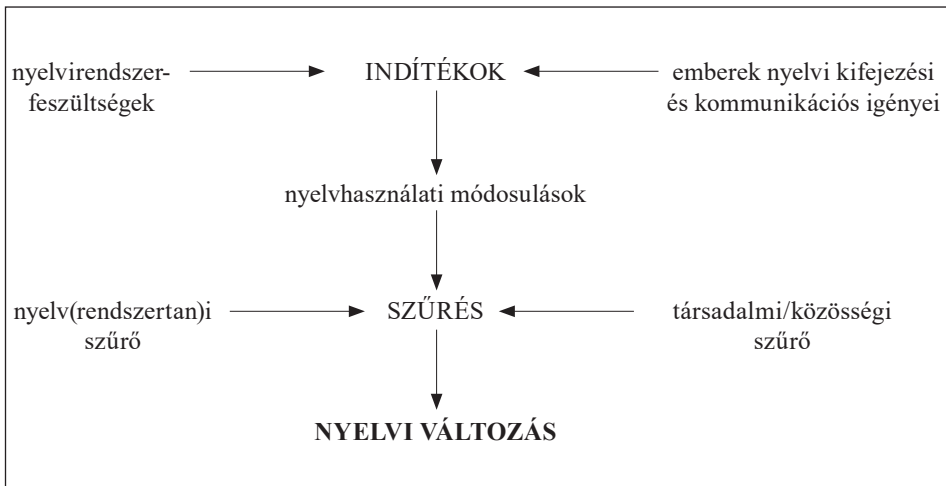 nyelvirendszer-
feszültségek
INDÍTÉKOK
emberek nyelvi kifejezési
és kommunikációs igényei
nyelvhasználati módosulások
nyelv(rendszertan)i
szűrő
SZŰRÉS
társadalmi/közösségi
szűrő
NYELVI VÁLTOZÁS